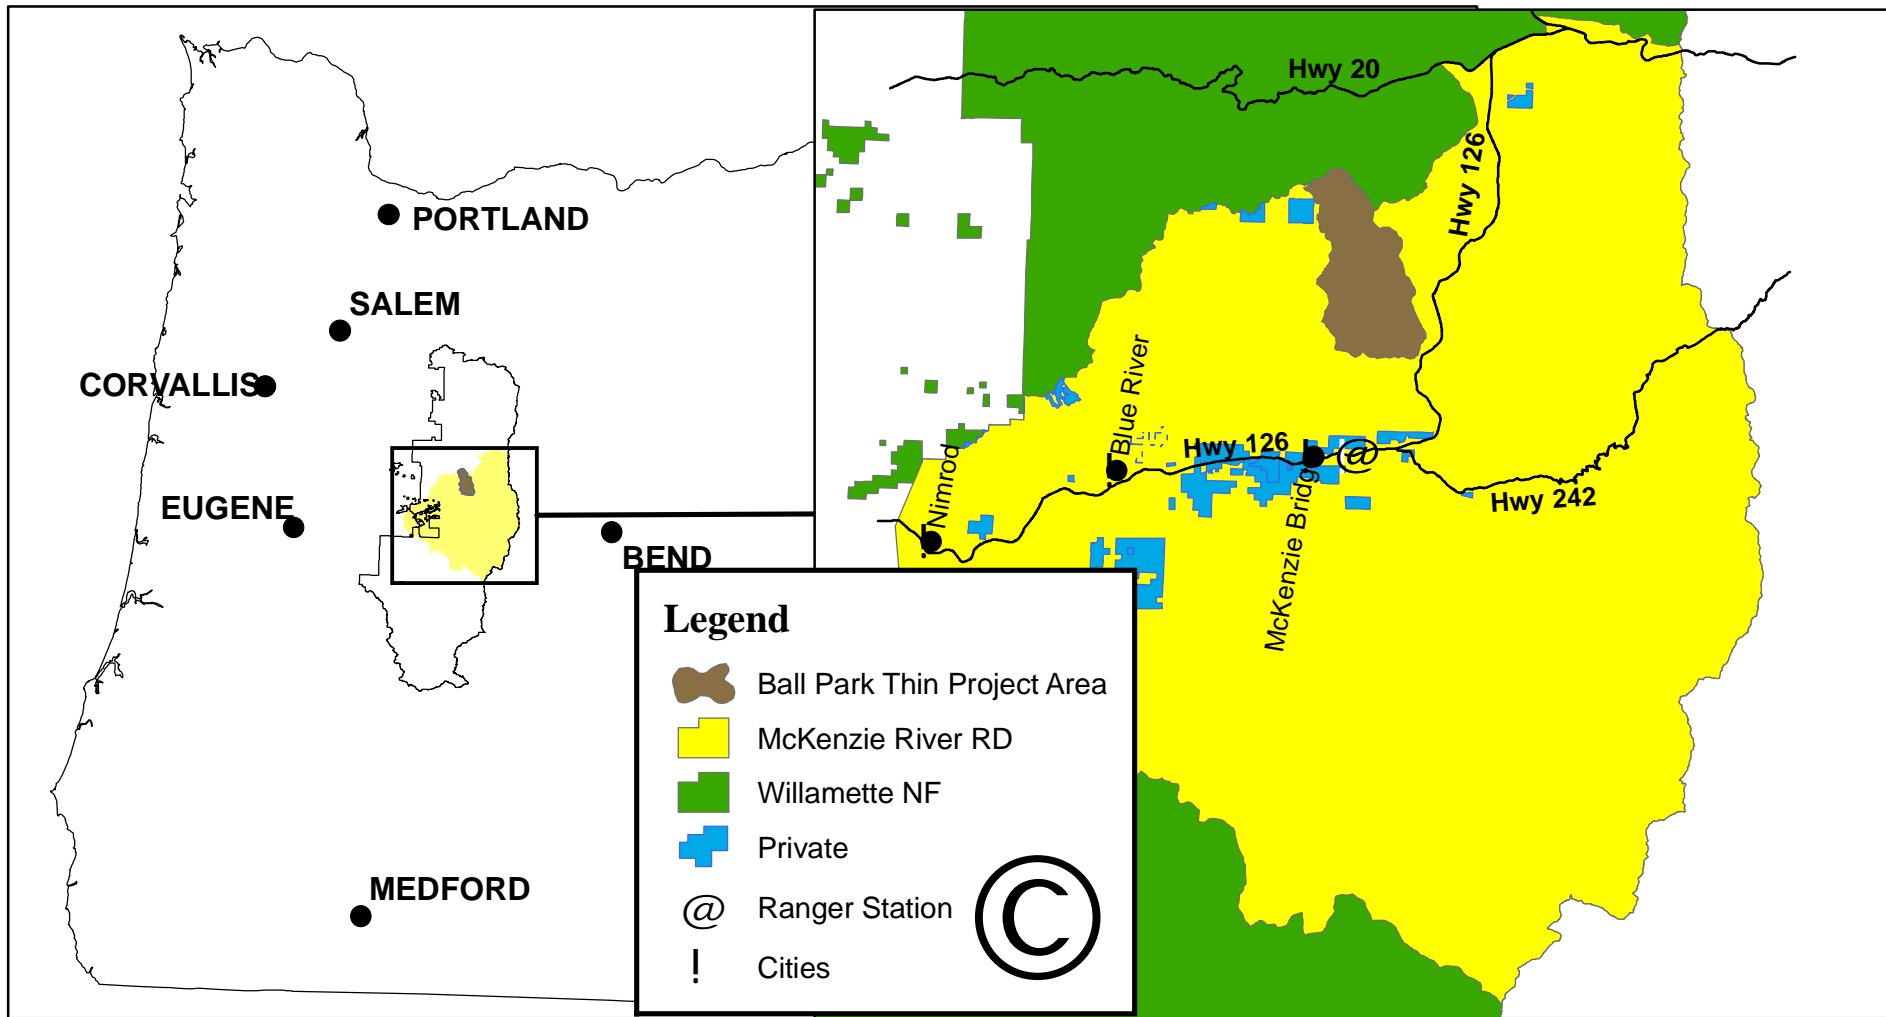 PORTLAND
SALEM
CORVALLIS
EUGENE
BEND
MEDFORD
Hwy 20
Hwy 126
Blue River
Hwy 126
@
Nimrod
McKenzie Bridg
Hwy 242
!
!
!
Legend
Ball Park Thin Project Area
McKenzie River RD
Willamette NF
Private
@ Ranger Station
! Cities
©